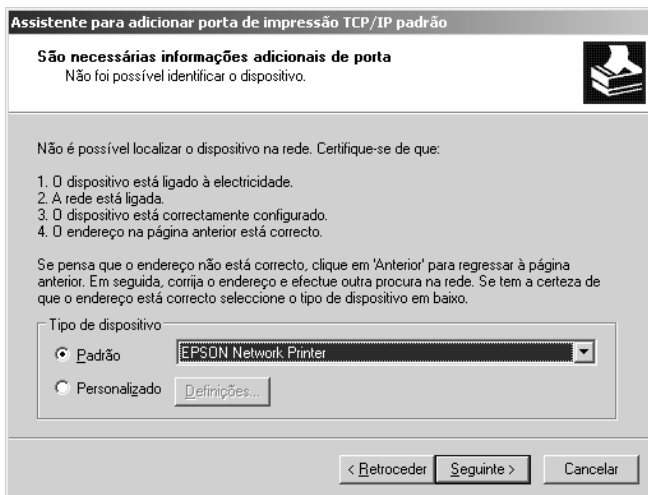 Assistente para adicionar porta de impressão TCP/IP padrão
São necessárias informações adicionais de porta
Não foi possível identificar o dispositivo.
Não é possível localizar o dispositivo na rede. Certifique-se de que:
1. O dispositivo está ligado à electricidade.
2. A rede está ligada.
3. O dispositivo está correctamente configurado.
4. O endereço na página anterior está correcto.
Se pensa que o endereço não está correcto, clique em 'Anterior' para regressar à página
anterior. Em seguida, corrija o endereço e efectue outra procura na rede. Se tem a certeza de
que o endereço está correcto seleccione o tipo de dispositivo em baixo.
Tipo de dispositivo
Padrão EPSON Network Printer
Personalizado Definições...
< Retroceder Seguinte > Cancelar